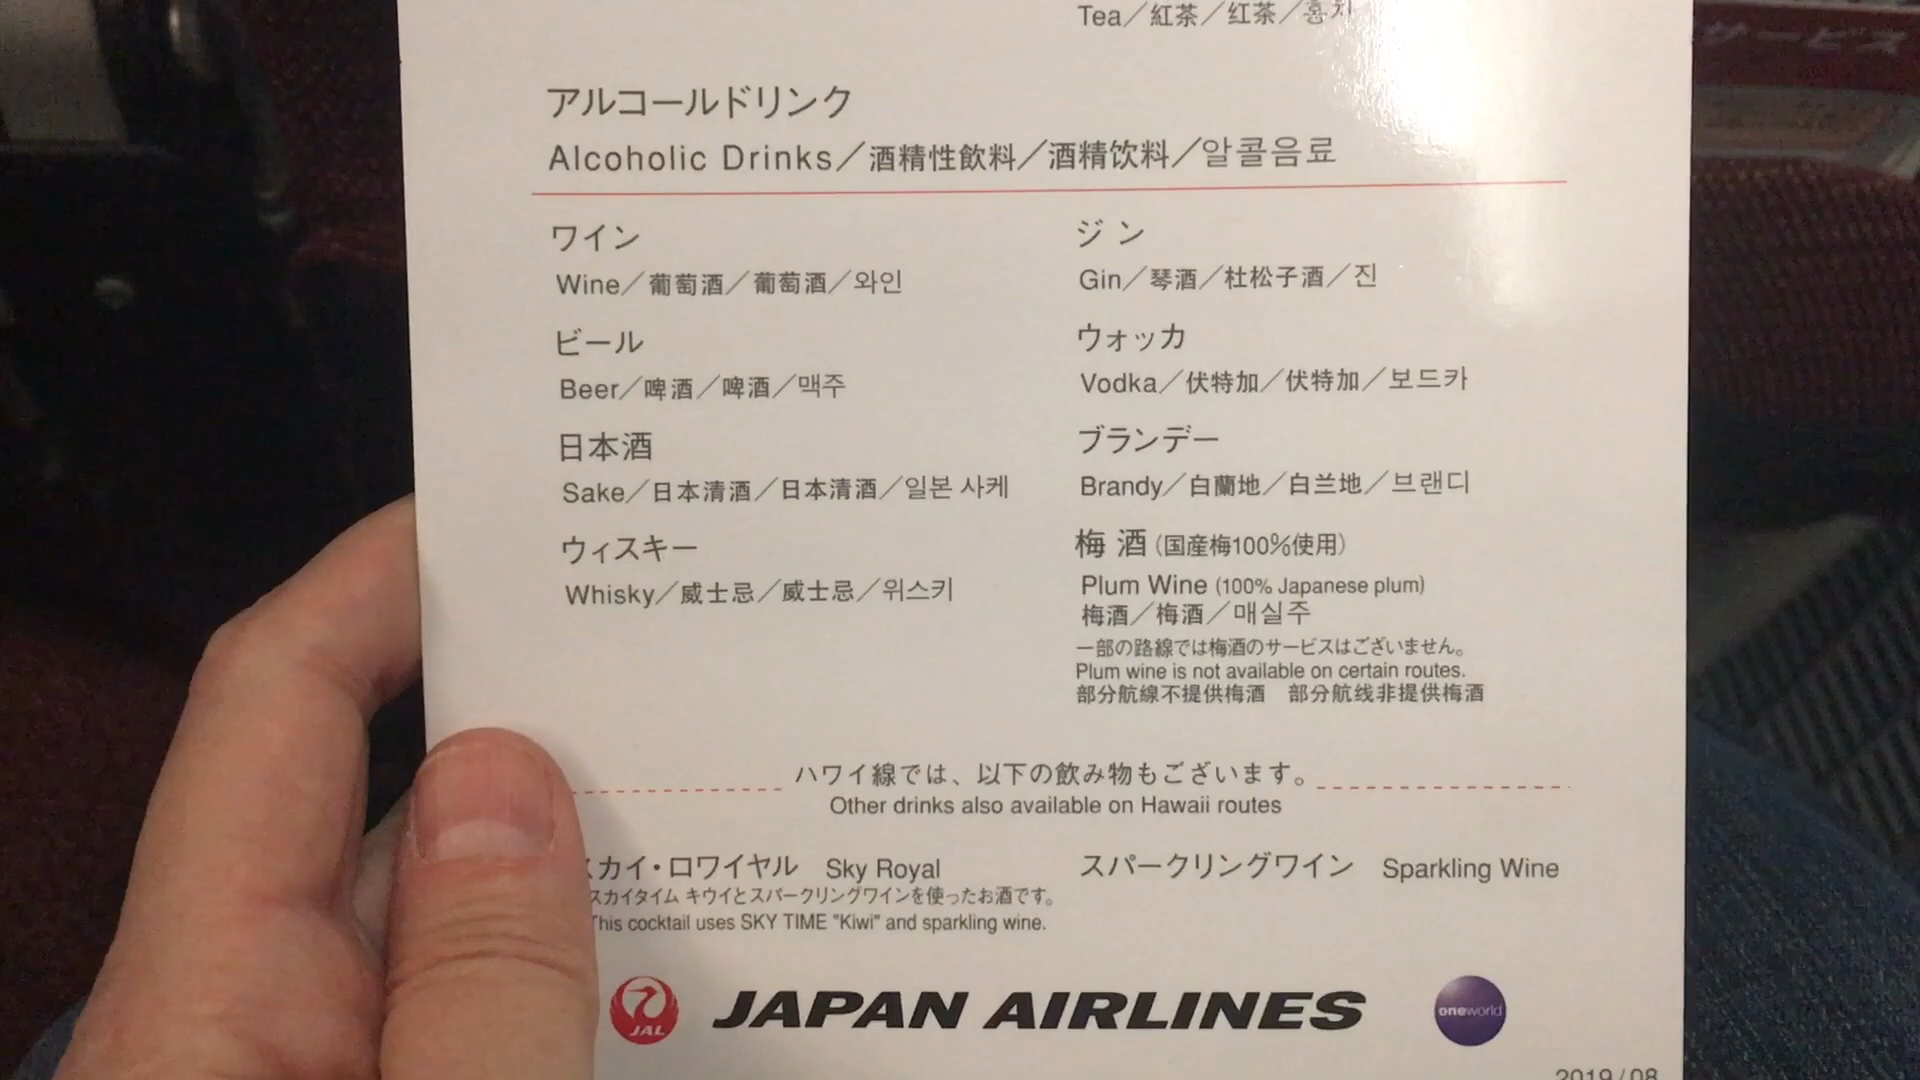 Tea／紅茶／红茶／홍차
サービス
アルコールドリンク
Alcoholic Drinks／酒精性飲料／酒精饮料／알콜음료
ワイン
Wine／葡萄酒／葡萄酒／와인
ビール
Beer／啤酒／啤酒／맥주
日本酒
Sake／日本清酒／日本清酒／일본 사케
ウィスキー
Whisky／威士忌／威士忌／위스키
ジン
Gin／琴酒／杜松子酒／진
ウォッカ
Vodka／伏特加／伏特加／보드카
ブランデー
Brandy／白蘭地／白兰地／브랜디
梅酒（国産梅100%使用）
Plum Wine (100% Japanese plum)
梅酒／梅酒／매실주
一部の路線では梅酒のサービスはございません。
Plum wine is not available on certain routes.
部分航線不提供梅酒　部分航线非提供梅酒
ハワイ線では、以下の飲み物もございます。
Other drinks also available on Hawaii routes
スカイ・ロワイヤル　Sky Royal
スカイタイム キウイとスパークリングワインを使ったお酒です。
This cocktail uses SKY TIME "Kiwi" and sparkling wine.
スパークリングワイン　Sparkling Wine
JAL JAPAN AIRLINES oneworld
2019/08